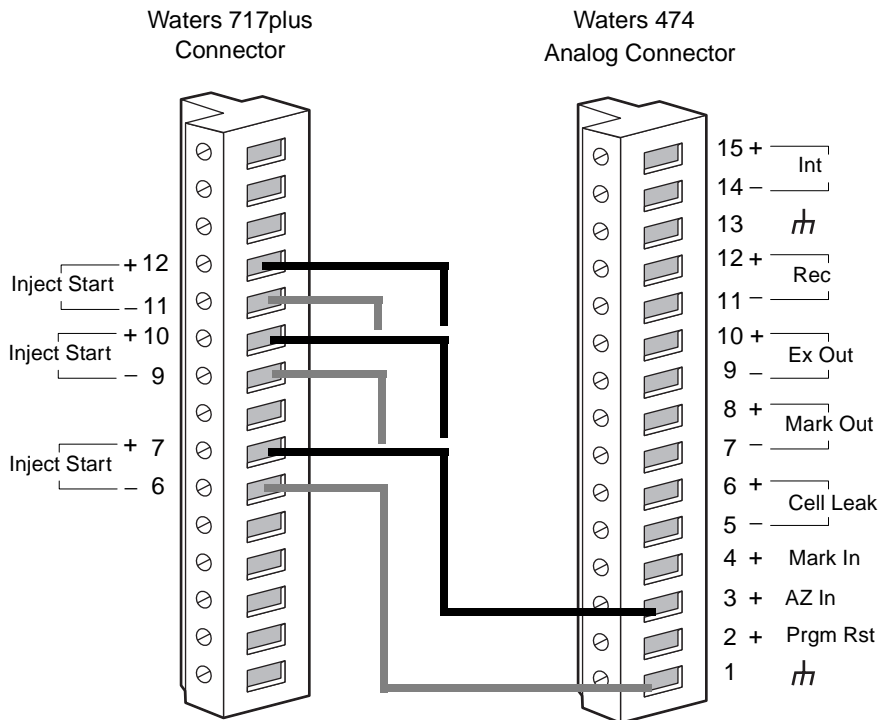 Waters 717plus
Connector
Waters 474
Analog Connector
Inject Start
+ 12
– 11
Inject Start
+ 10
– 9
Inject Start
+ 7
– 6
15 +
Int
14 –
13
12 +
Rec
11 –
10 +
Ex Out
9 –
8 +
Mark Out
7 –
6 +
Cell Leak
5 –
4 + Mark In
3 + AZ In
2 + Prgm Rst
1